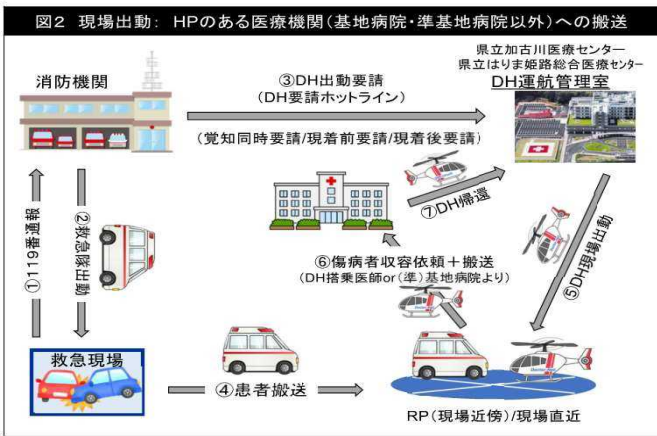 図2 現場出動: HPのある医療機関(基地病院・準基地病院以外)への搬送
消防機関
③DH出動要請
(DH要請ホットライン)
(覚知同時要請/現着前要請/現着後要請)
県立加古川医療センター
県立はりま姫路総合医療センター
DH運航管理室
①119番通報
②救急隊出動
⑦DH帰還
⑥傷病者収容依頼+搬送
(DH搭乗医師or(準)基地病院より)
⑤DH現場出動
救急現場
④患者搬送
RP(現場近傍)/現場直近